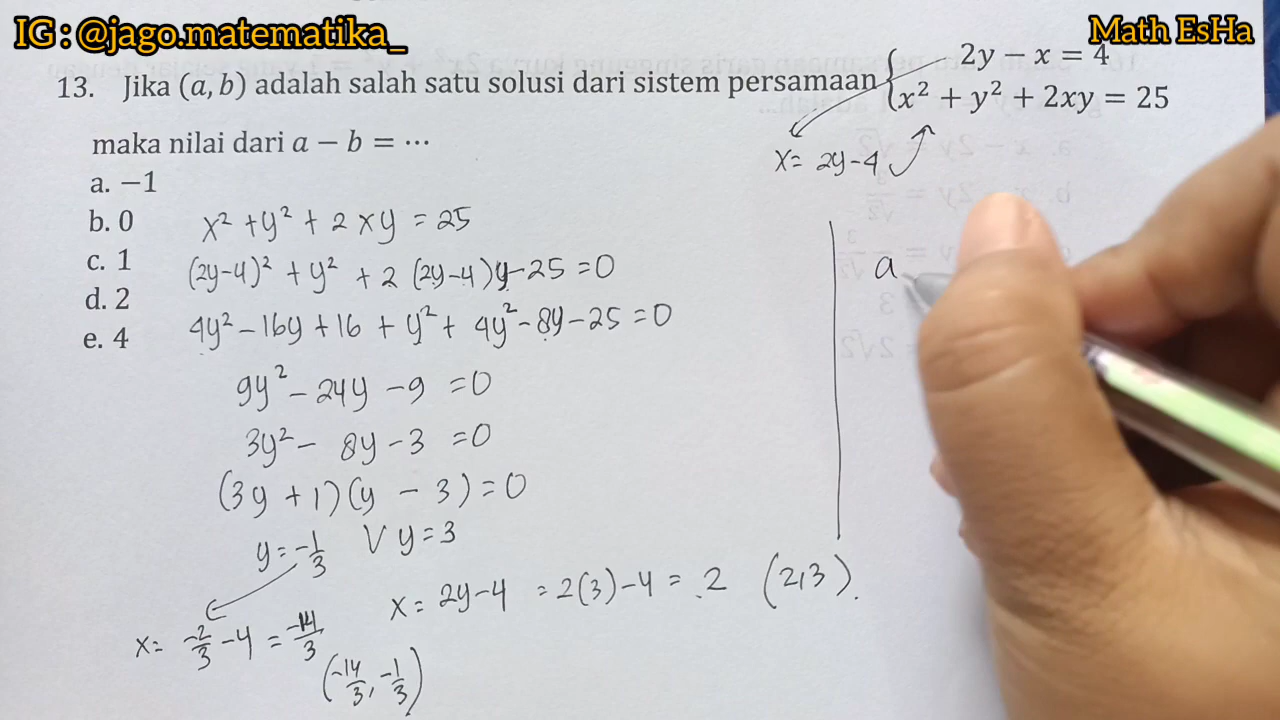 IG : @jago.matematika_
Math EsHa
13. Jika (a, b) adalah salah satu solusi dari sistem persamaan { 2y − x = 4
x² + y² + 2xy = 25
maka nilai dari a − b = ⋯
x = 2y - 4
a. −1
b. 0
c. 1
d. 2
e. 4
x² + y² + 2xy = 25
(2y-4)² + y² + 2 (2y-4)y - 25 = 0
4y² - 16y + 16 + y² + 4y² - 8y - 25 = 0
9y² - 24y - 9 = 0
3y² - 8y - 3 = 0
(3y + 1)(y - 3) = 0
y = -1/3 V y = 3
x = 2y - 4 = 2(3) - 4 = 2 (2,3).
x = -2/3 - 4 = -14/3
(-14/3, -1/3)
a